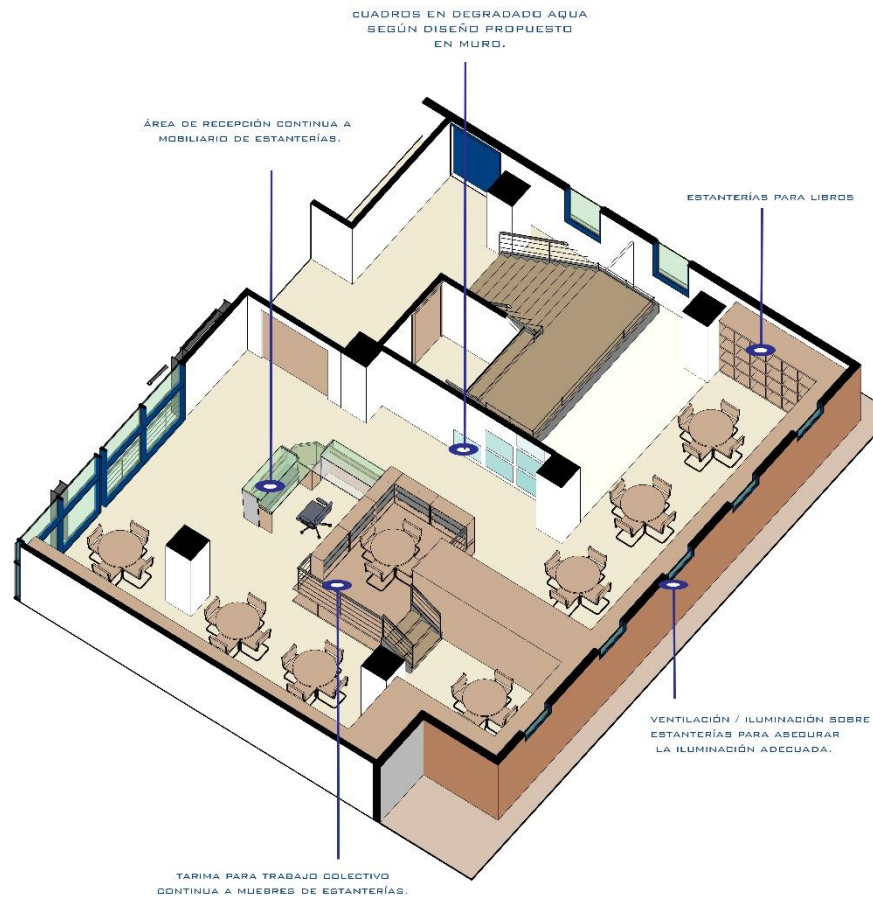 CUADROS EN DEGRADADO AQUA
SEGÚN DISEÑO PROPUESTO
EN MURO.
ÁREA DE RECEPCIÓN CONTINUA A
MOBILIARIO DE ESTANTERÍAS.
ESTANTERÍAS PARA LIBROS
VENTILACIÓN / ILUMINACIÓN SOBRE
ESTANTERÍAS PARA ASEGURAR
LA ILUMINACIÓN ADECUADA.
TARIMA PARA TRABAJO COLECTIVO
CONTINUA A MUEBRES DE ESTANTERÍAS.